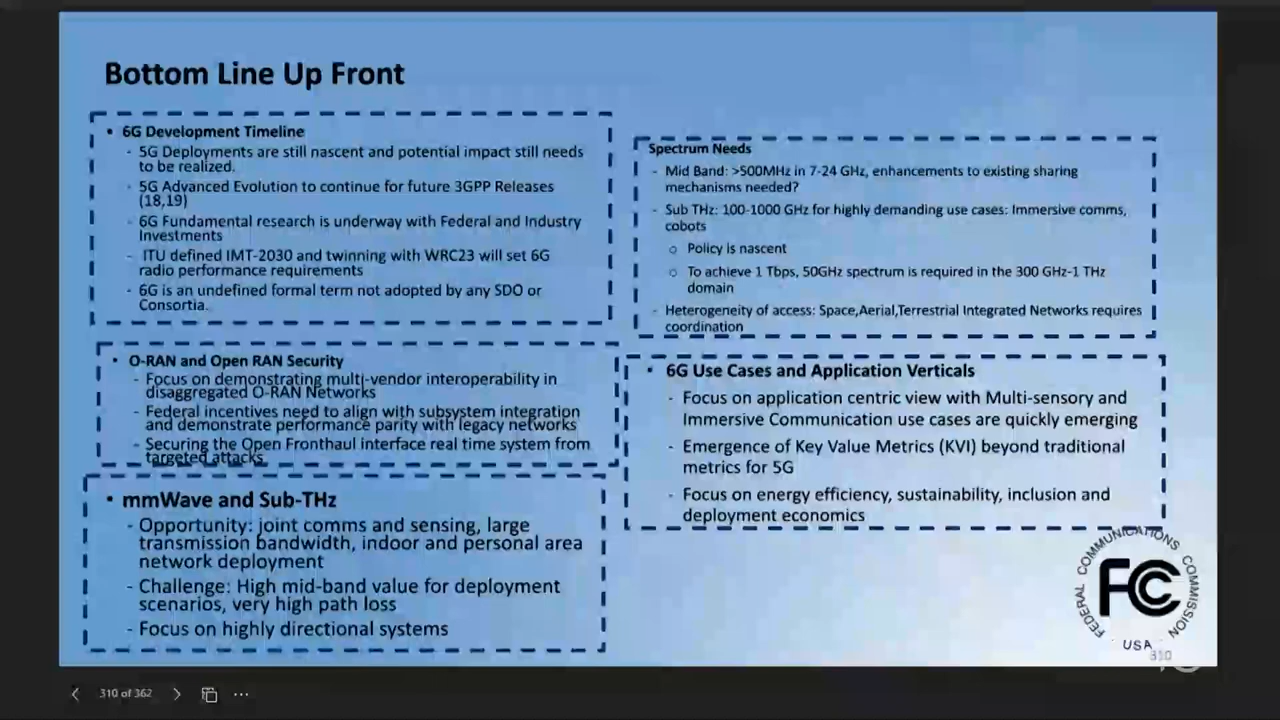 Bottom Line Up Front
• 6G Development Timeline
- 5G Deployments are still nascent and potential impact still needs
to be realized.
- 5G Advanced Evolution to continue for future 3GPP Releases
(18,19)
- 6G Fundamental research is underway with Federal and Industry
Investments
- ITU defined IMT-2030 and twinning with WRC23 will set 6G
radio performance requirements
- 6G is an undefined formal term not adopted by any SDO or
Consortia.
• O-RAN and Open RAN Security
- Focus on demonstrating multi-vendor interoperability in
disaggregated O-RAN Networks
- Federal incentives need to align with subsystem integration
and demonstrate performance parity with legacy networks
- Securing the Open Fronthaul interface real time system from
targeted attacks
• mmWave and Sub-THz
- Opportunity: joint comms and sensing, large
transmission bandwidth, indoor and personal area
network deployment
- Challenge: High mid-band value for deployment
scenarios, very high path loss
- Focus on highly directional systems
Spectrum Needs
- Mid Band: >500MHz in 7-24 GHz, enhancements to existing sharing
mechanisms needed?
- Sub THz: 100-1000 GHz for highly demanding use cases: Immersive comms,
cobots
o Policy is nascent
o To achieve 1 Tbps, 50GHz spectrum is required in the 300 GHz-1 THz
domain
- Heterogeneity of access: Space,Aerial,Terrestrial Integrated Networks requires
coordination
• 6G Use Cases and Application Verticals
- Focus on application centric view with Multi-sensory and
Immersive Communication use cases are quickly emerging
- Emergence of Key Value Metrics (KVI) beyond traditional
metrics for 5G
- Focus on energy efficiency, sustainability, inclusion and
deployment economics
FEDERAL COMMUNICATIONS COMMISSION
FCC
· USA ·
310
310 of 362